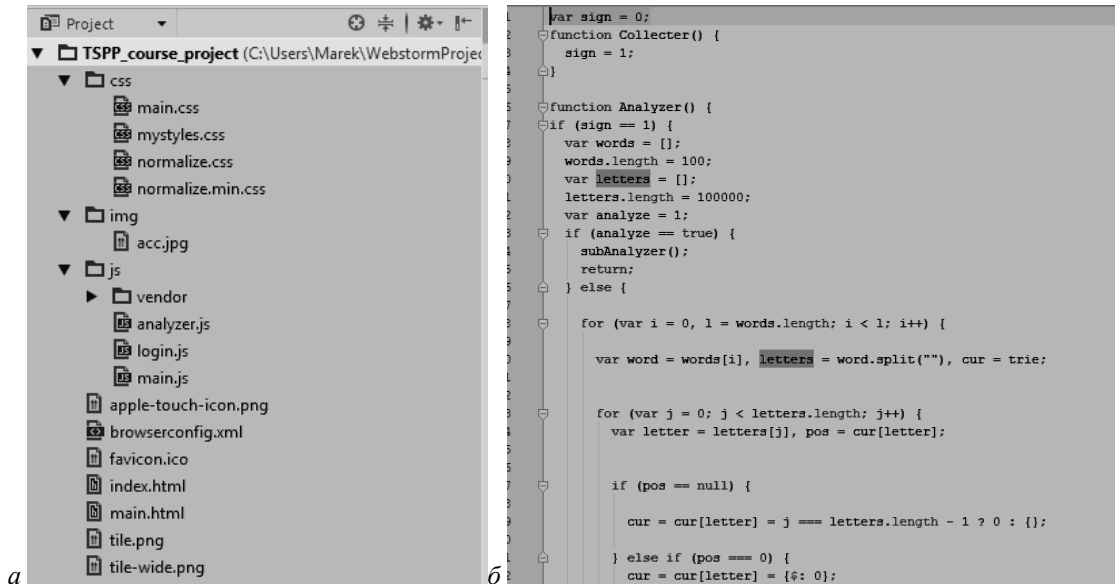 Project
TSPP_course_project (C:\Users\Marek\WebstormProjec
css
main.css
mystyles.css
normalize.css
normalize.min.css
img
acc.jpg
js
vendor
analyzer.js
login.js
main.js
apple-touch-icon.png
browserconfig.xml
favicon.ico
index.html
main.html
tile.png
tile-wide.png
а
var sign = 0;
function Collecter() {
sign = 1;
}
function Analyzer() {
if (sign == 1) {
var words = [];
words.length = 100;
var letters = [];
letters.length = 100000;
var analyze = 1;
if (analyze == true) {
subAnalyzer();
return;
} else {
for (var i = 0, l = words.length; i < l; i++) {
var word = words[i], letters = word.split(""), cur = trie;
for (var j = 0; j < letters.length; j++) {
var letter = letters[j], pos = cur[letter];
if (pos == null) {
cur = cur[letter] = j === letters.length - 1 ? 0 : {};
} else if (pos === 0) {
cur = cur[letter] = {$: 0};
б